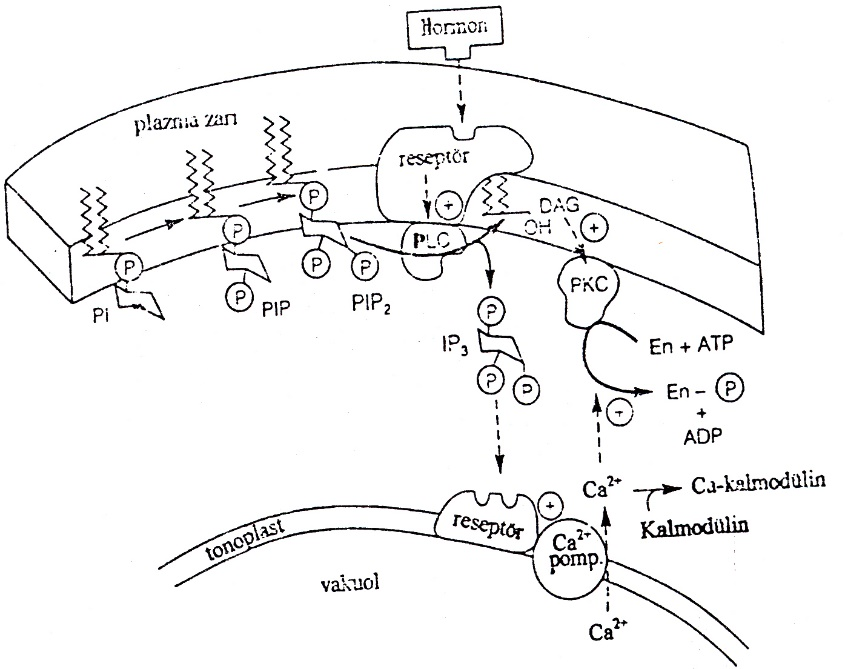 Hormon
plazma zarı
reseptör
P
P
+
DAG
OH
+
P
P
PLC
P
P
P
P
PKC
Pi
PIP
PIP2
P
IP3
P
P
En + ATP
En – P
+
+
ADP
Ca2+
Ca-kalmodülin
Kalmodülin
reseptör
+
tonoplast
Ca2+
pomp.
vakuol
Ca2+